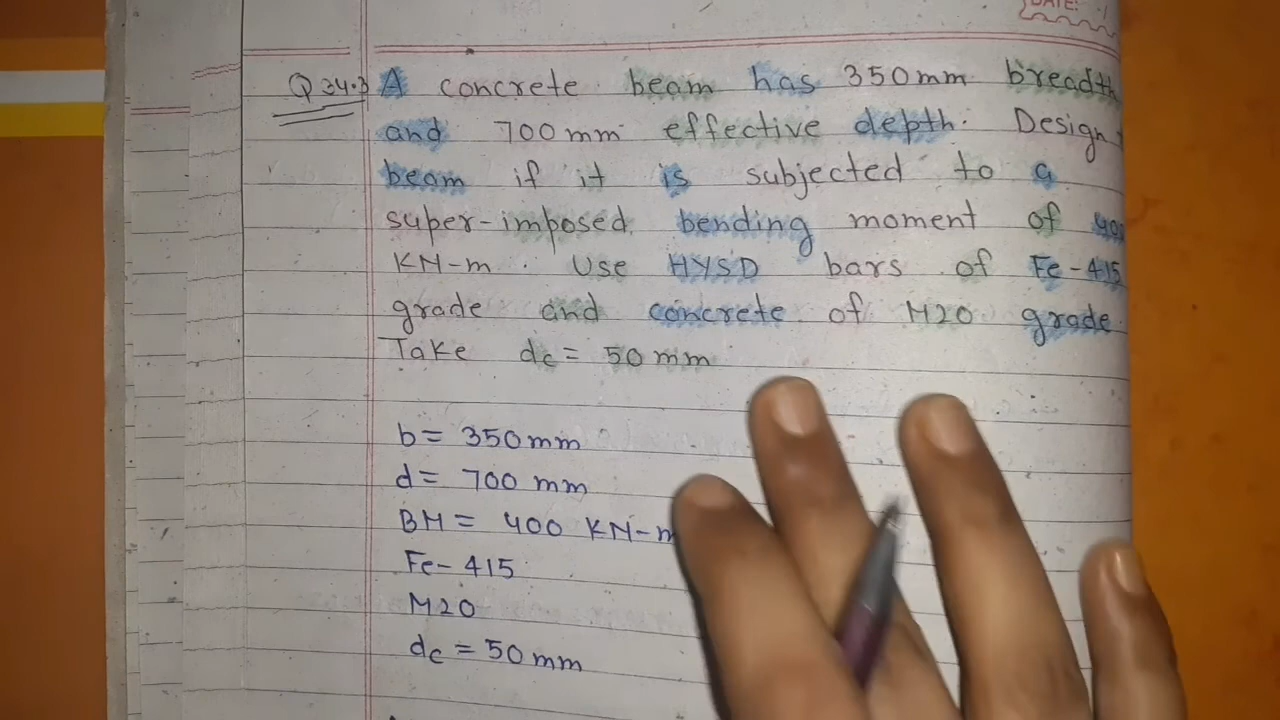 DATE:
Q 34.3 A concrete beam has 350mm breadth
and 700mm effective depth. Design
beam if it is subjected to a
super-imposed bending moment of
KN-m. Use HYSD bars of Fe-415
grade and concrete of M20 grade.
Take dc = 50mm
b = 350mm
d = 700 mm
BM = 400 KN-m
Fe-415
M20
dc = 50mm